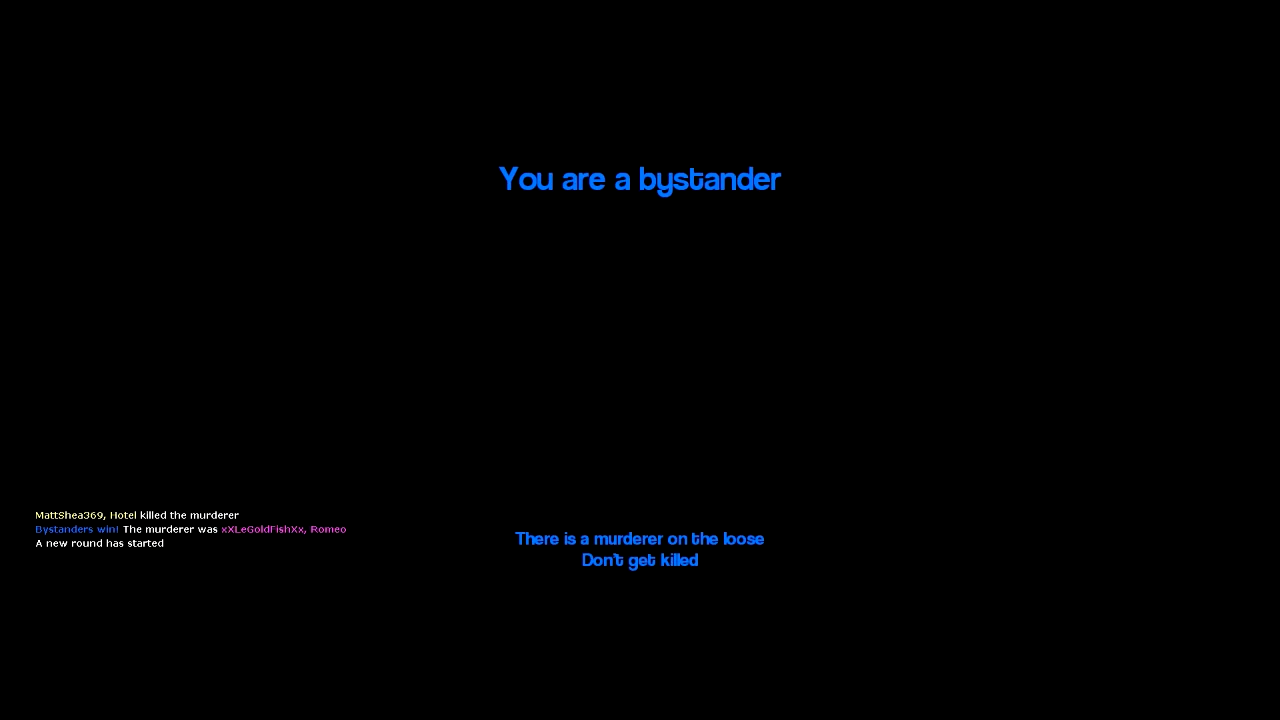 You are a bystander
MattShea369, Hotel killed the murderer
Bystanders win! The murderer was xXLeGoldFishXx, Romeo
A new round has started
There is a murderer on the loose
Don't get killed